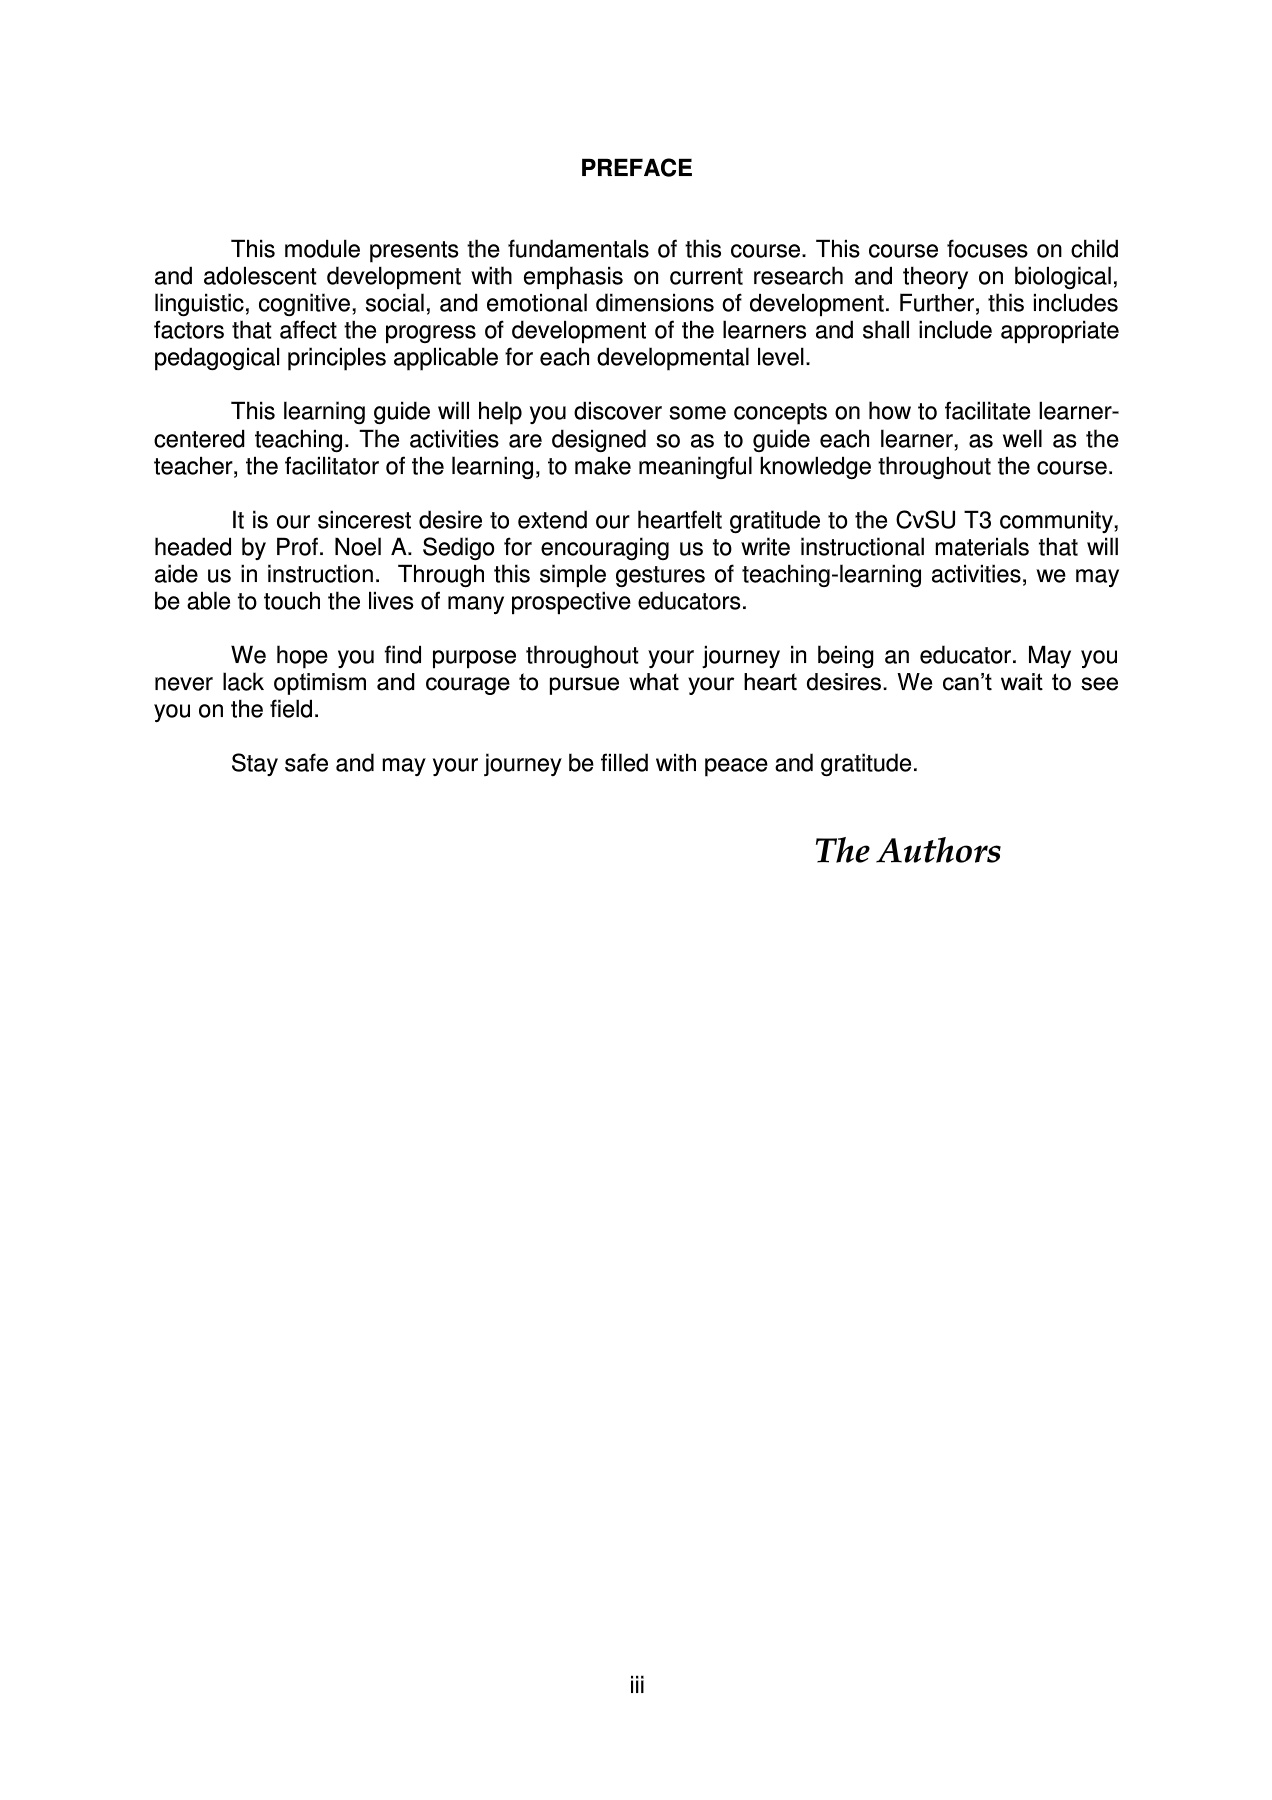 PREFACE
This module presents the fundamentals of this course. This course focuses on child
and adolescent development with emphasis on current research and theory on biological,
linguistic, cognitive, social, and emotional dimensions of development. Further, this includes
factors that affect the progress of development of the learners and shall include appropriate
pedagogical principles applicable for each developmental level.
This learning guide will help you discover some concepts on how to facilitate learner-
centered teaching. The activities are designed so as to guide each learner, as well as the
teacher, the facilitator of the learning, to make meaningful knowledge throughout the course.
It is our sincerest desire to extend our heartfelt gratitude to the CvSU T3 community,
headed by Prof. Noel A. Sedigo for encouraging us to write instructional materials that will
aide us in instruction.  Through this simple gestures of teaching-learning activities, we may
be able to touch the lives of many prospective educators.
We hope you find purpose throughout your journey in being an educator. May you
never lack optimism and courage to pursue what your heart desires. We can’t wait to see
you on the field.
Stay safe and may your journey be filled with peace and gratitude.
The Authors
iii